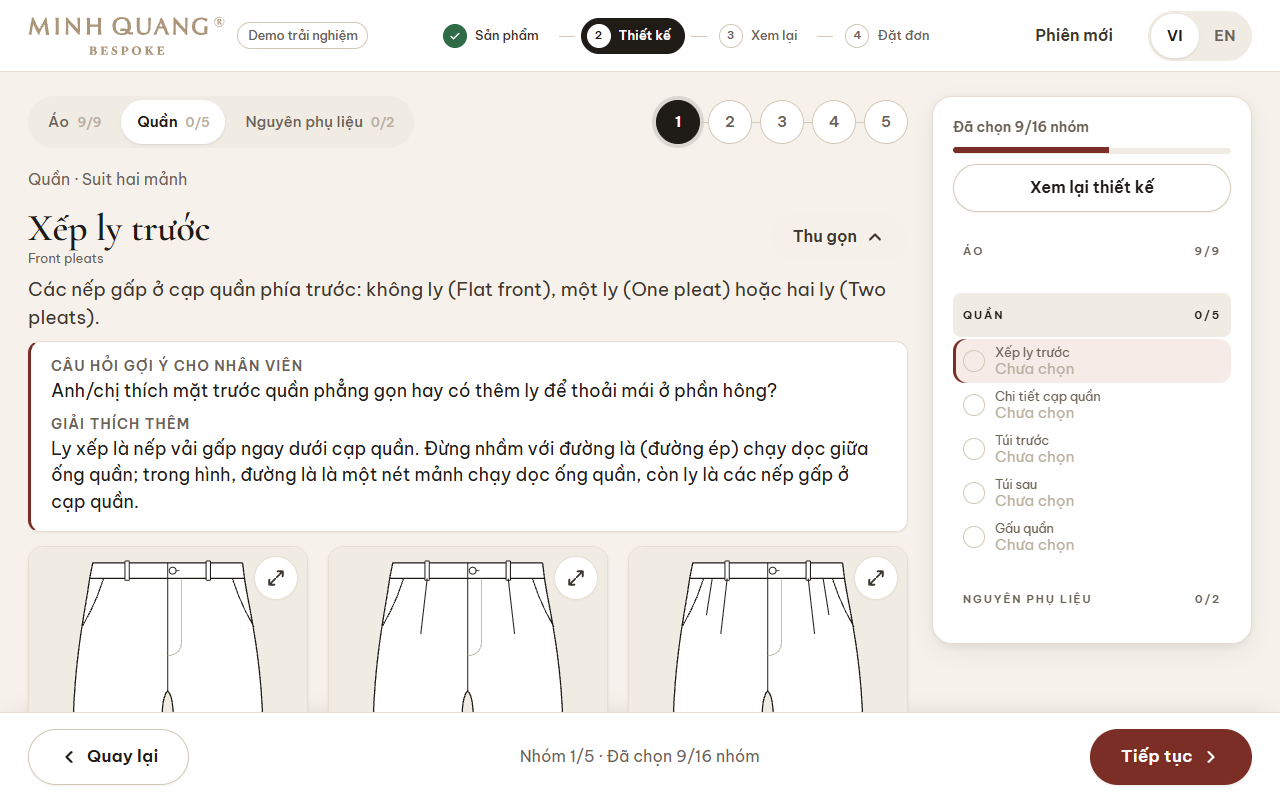 MINH QUANG®
BESPOKE
Demo trải nghiệm
Sản phẩm
2 Thiết kế
3 Xem lại
4 Đặt đơn
Phiên mới
VI EN
Áo 9/9
Quần 0/5
Nguyên phụ liệu 0/2
1 2 3 4 5
Quần · Suit hai mảnh
Xếp ly trước
Front pleats
Thu gọn
Các nếp gấp ở cạp quần phía trước: không ly (Flat front), một ly (One pleat) hoặc hai ly (Two
pleats).
CÂU HỎI GỢI Ý CHO NHÂN VIÊN
Anh/chị thích mặt trước quần phẳng gọn hay có thêm ly để thoải mái ở phần hông?
GIẢI THÍCH THÊM
Ly xếp là nếp vải gấp ngay dưới cạp quần. Đừng nhầm với đường là (đường ép) chạy dọc giữa
ống quần; trong hình, đường là là một nét mảnh chạy dọc ống quần, còn ly là các nếp gấp ở
cạp quần.
Đã chọn 9/16 nhóm
Xem lại thiết kế
ÁO 9/9
QUẦN 0/5
Xếp ly trước
Chưa chọn
Chi tiết cạp quần
Chưa chọn
Túi trước
Chưa chọn
Túi sau
Chưa chọn
Gấu quần
Chưa chọn
NGUYÊN PHỤ LIỆU 0/2
Quay lại
Nhóm 1/5 · Đã chọn 9/16 nhóm
Tiếp tục